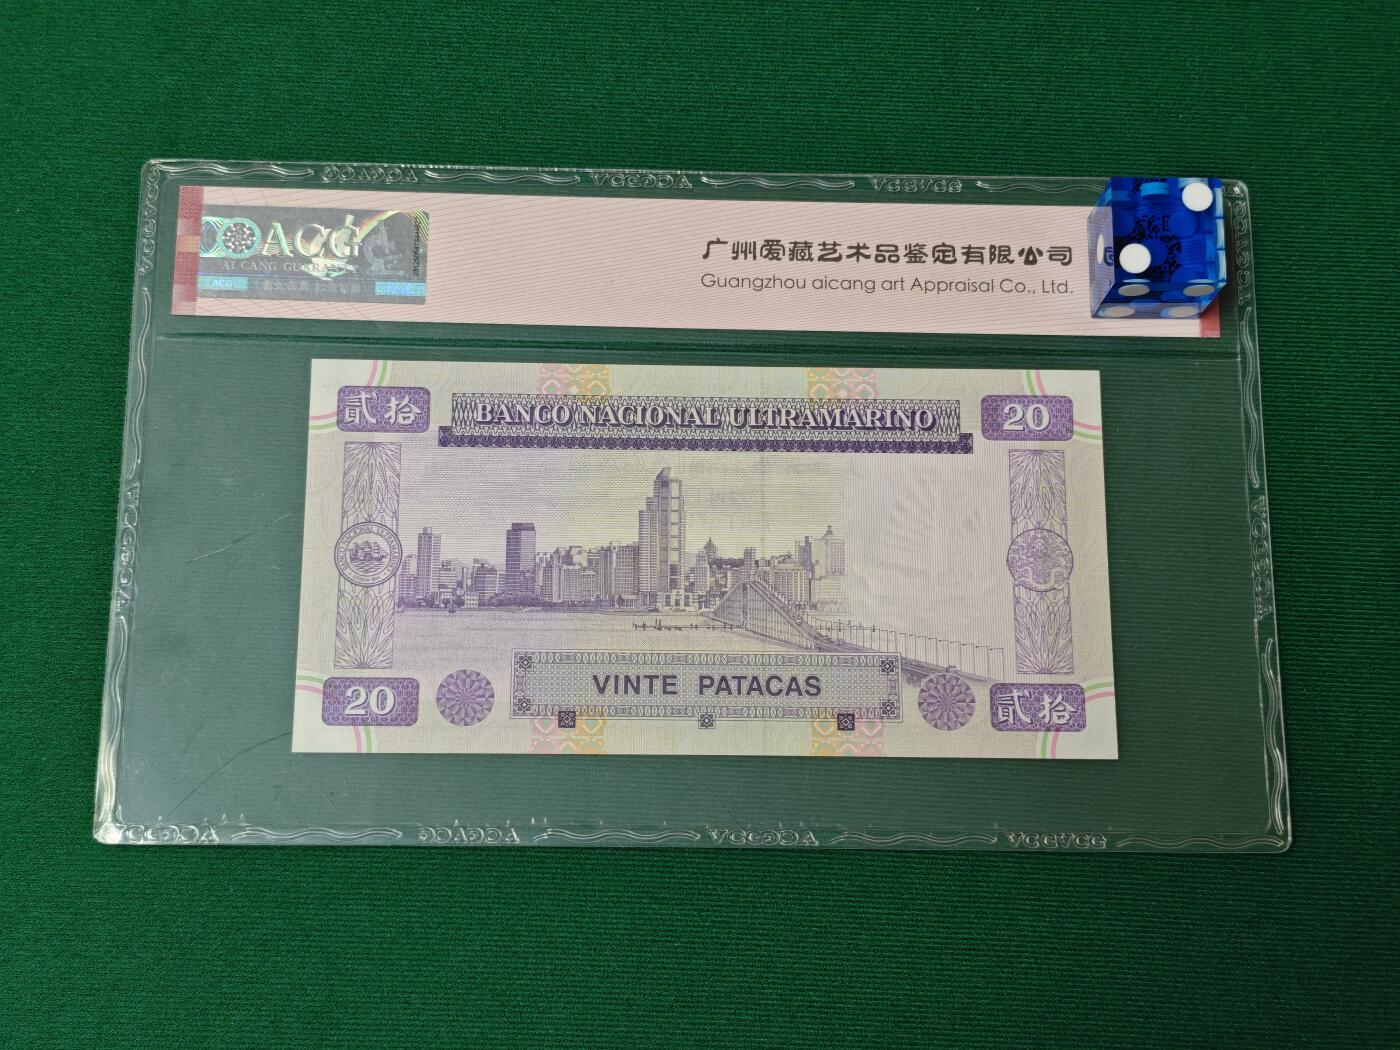 ACG
AI CANG GUARANTY
ACG
广州爱藏艺术品鉴定有限公司
Guangzhou aicang art Appraisal Co., Ltd.
貳拾
BANCO NACIONAL ULTRAMARINO
20
20
VINTE PATACAS
貳拾